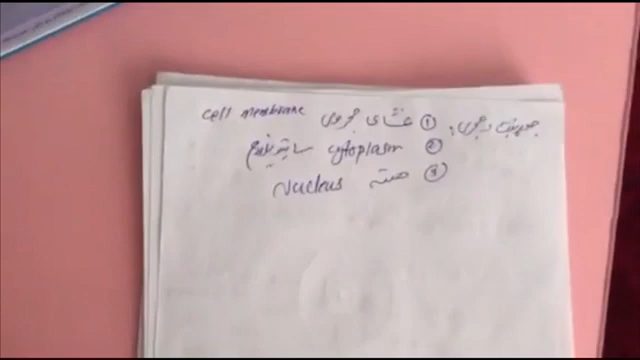 ① غشای حجروی cell membrane
② cytoplasm سایتوپلازم
③ هسته Nucleus